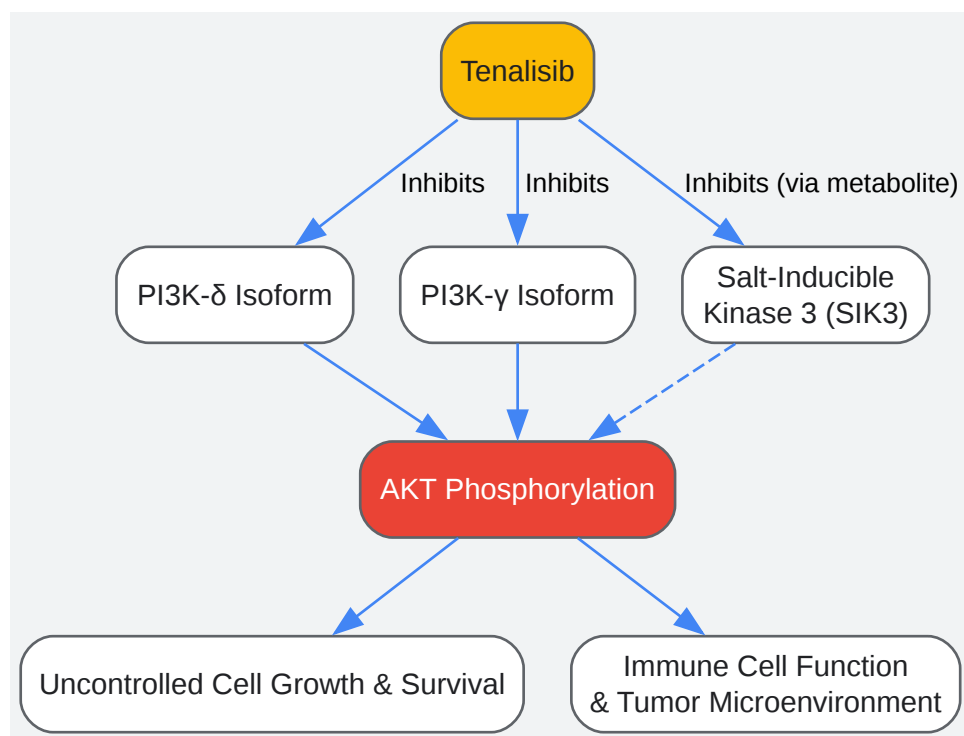 Tenalisib
Inhibits
Inhibits
Inhibits (via metabolite)
PI3K-δ Isoform
PI3K-γ Isoform
Salt-Inducible
Kinase 3 (SIK3)
AKT Phosphorylation
Uncontrolled Cell Growth & Survival
Immune Cell Function
& Tumor Microenvironment